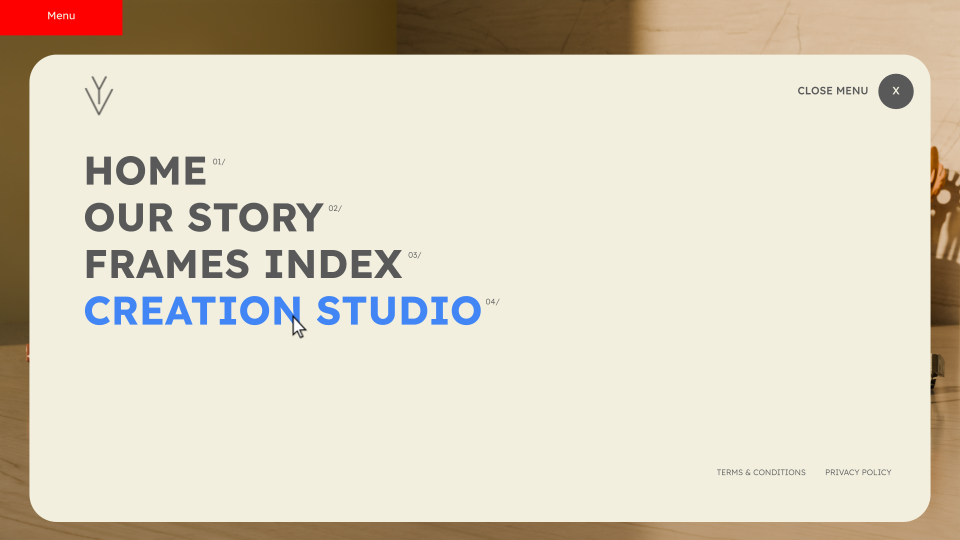 Menu
CLOSE MENU X
HOME 01/
OUR STORY 02/
FRAMES INDEX 03/
CREATION STUDIO 04/
TERMS & CONDITIONS PRIVACY POLICY